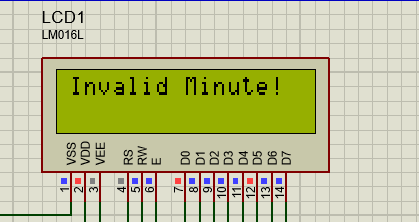 LCD1
LM016L
Invalid Minute!
VSS VDD VEE RS RW E D0 D1 D2 D3 D4 D5 D6 D7
1 2 3 4 5 6 7 8 9 10 11 12 13 14